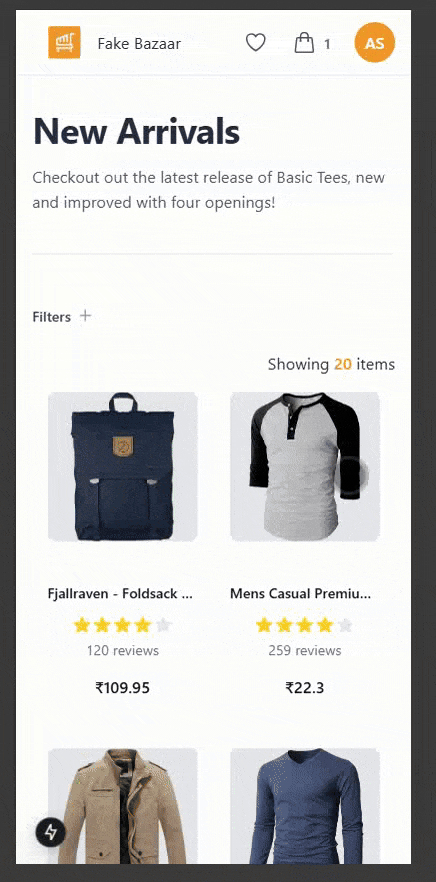 Fake Bazaar
1
AS
New Arrivals
Checkout out the latest release of Basic Tees, new
and improved with four openings!
Filters
Showing 20 items
Fjallraven - Foldsack ...
Mens Casual Premiu...
120 reviews
259 reviews
₹109.95
₹22.3